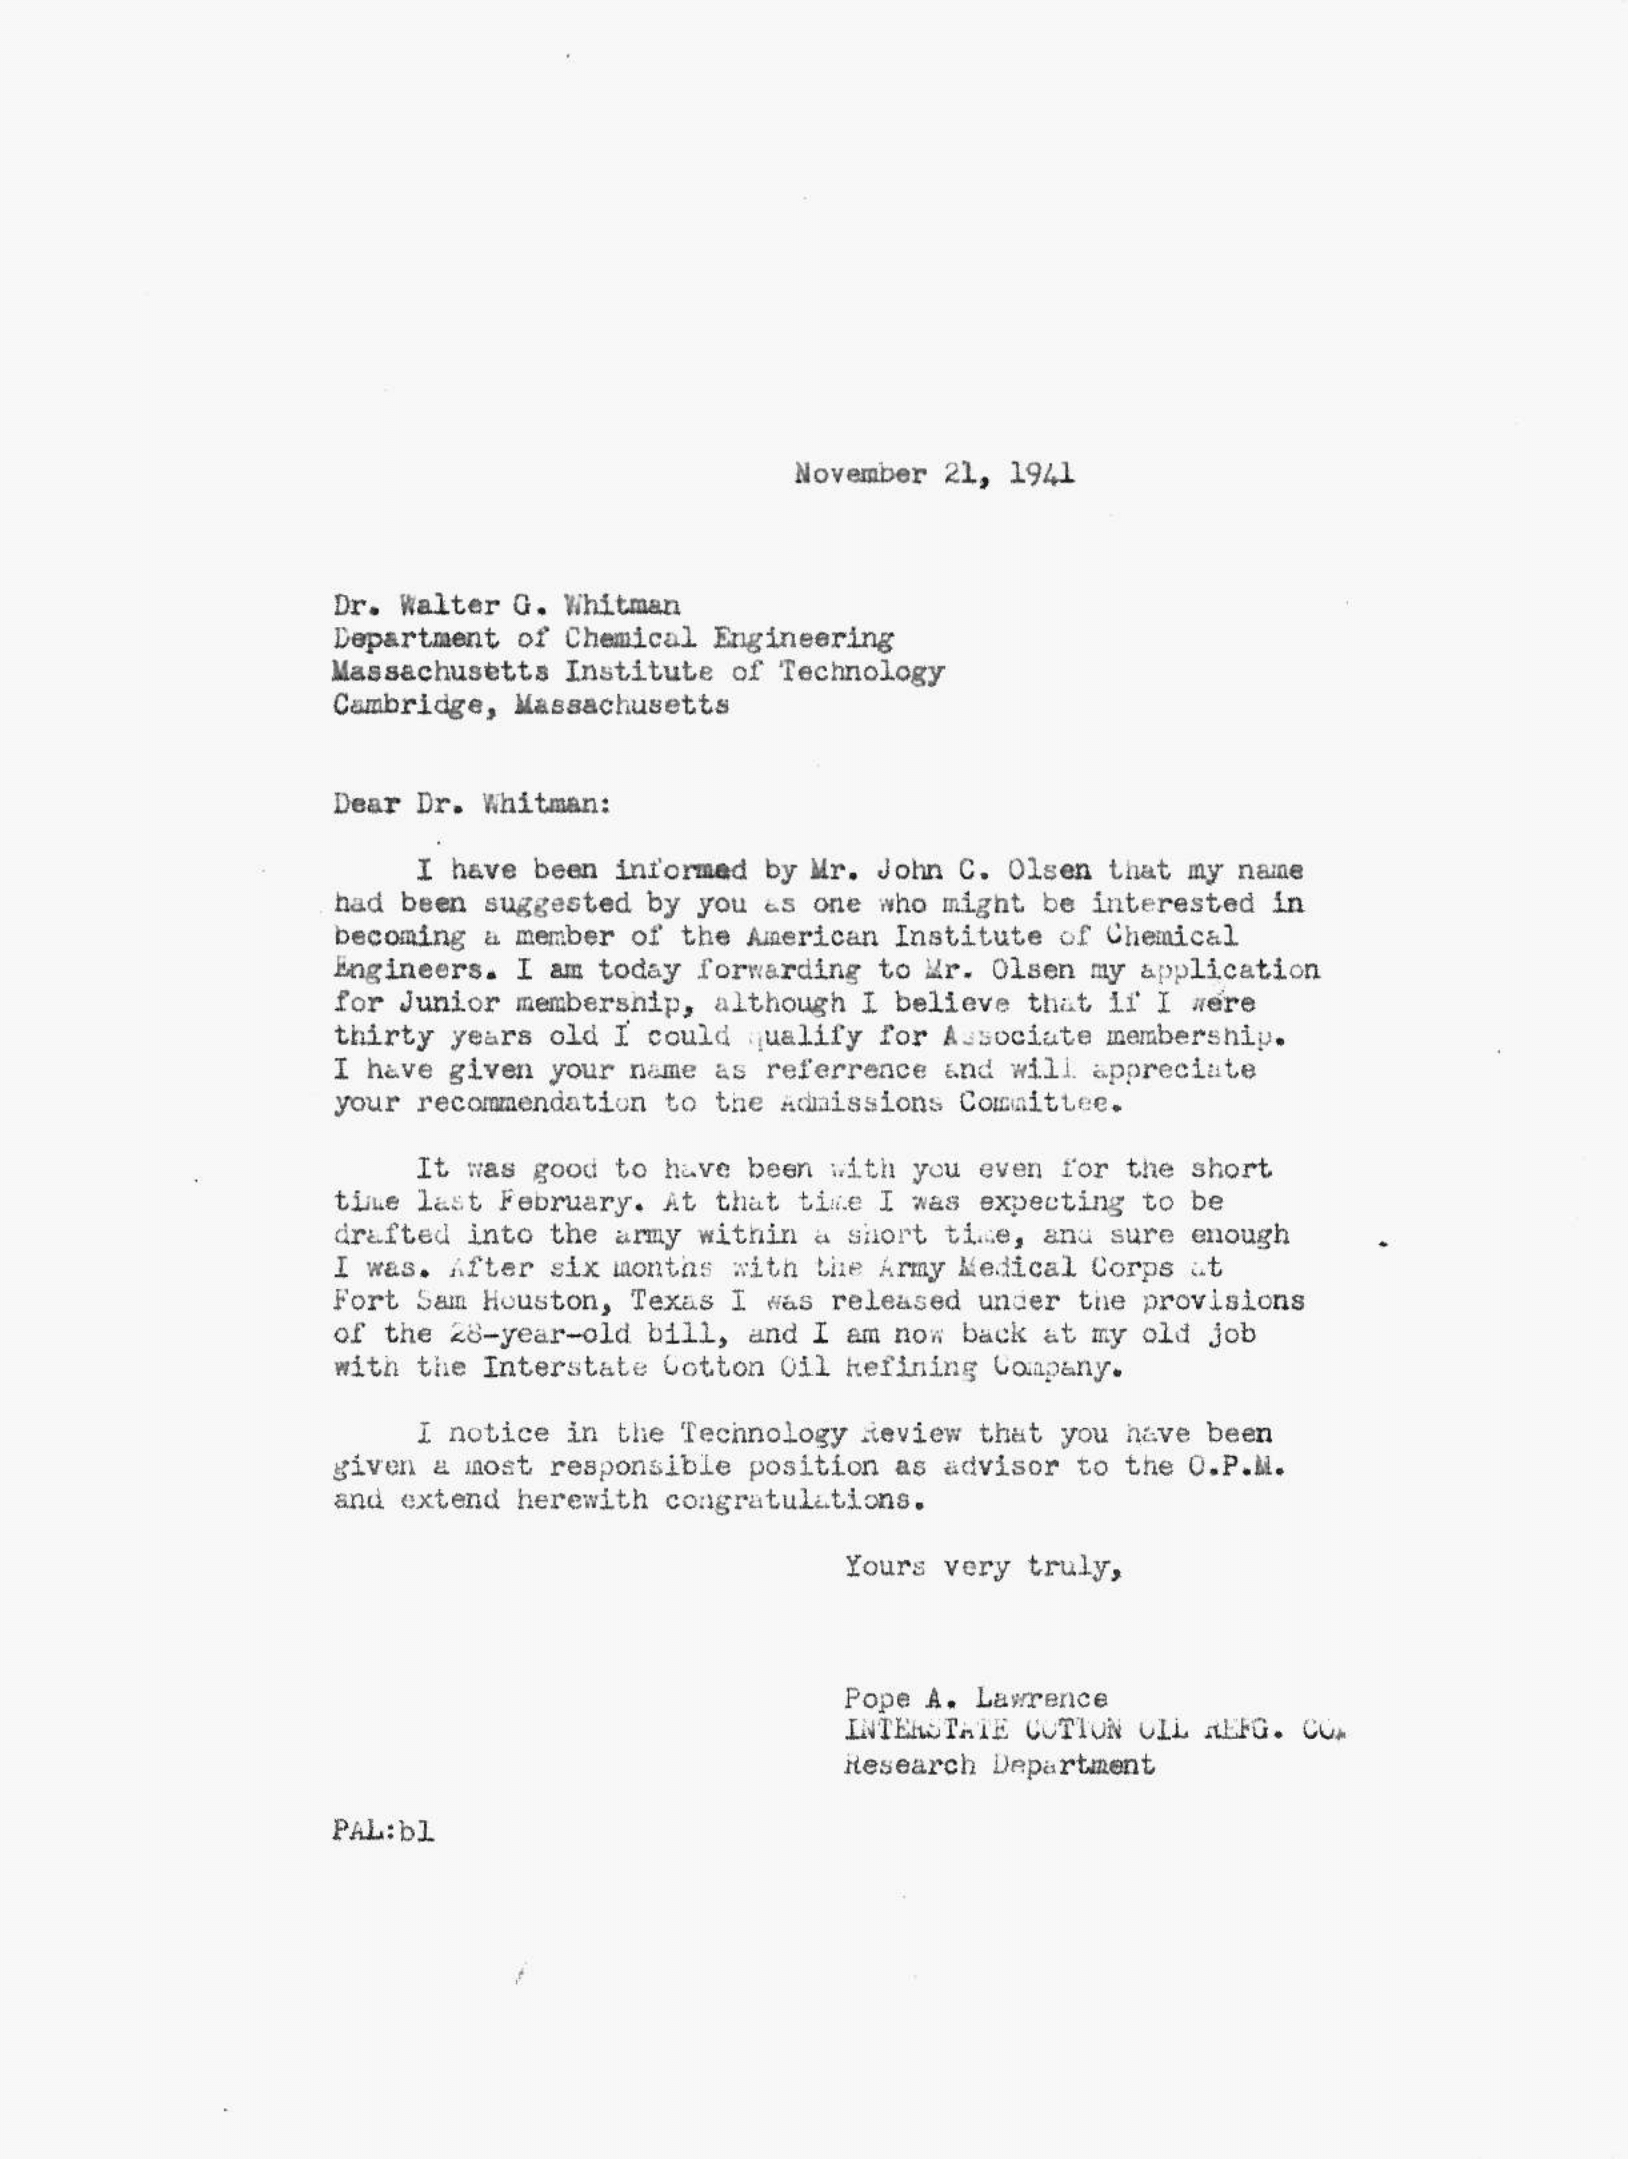 November 21, 1941
Dr. Walter G. Whitman
Department of Chemical Engineering
Massachusetts Institute of Technology
Cambridge, Massachusetts
Dear Dr. Whitman:
I have been informed by Mr. John C. Olsen that my name
had been suggested by you as one who might be interested in
becoming a member of the American Institute of Chemical
Engineers. I am today forwarding to Mr. Olsen my application
for Junior membership, although I believe that if I were
thirty years old I could qualify for Associate membership.
I have given your name as referrence and will appreciate
your recommendation to the Admissions Committee.
It was good to have been with you even for the short
time last February. At that time I was expecting to be
drafted into the army within a short time, and sure enough
I was. After six months with the Army Medical Corps at
Fort Sam Houston, Texas I was released under the provisions
of the 28-year-old bill, and I am now back at my old job
with the Interstate Cotton Oil Refining Company.
I notice in the Technology Review that you have been
given a most responsible position as advisor to the O.P.M.
and extend herewith congratulations.
Yours very truly,
Pope A. Lawrence
INTERSTATE COTTON OIL REFG. CO.
Research Department
PAL:bl